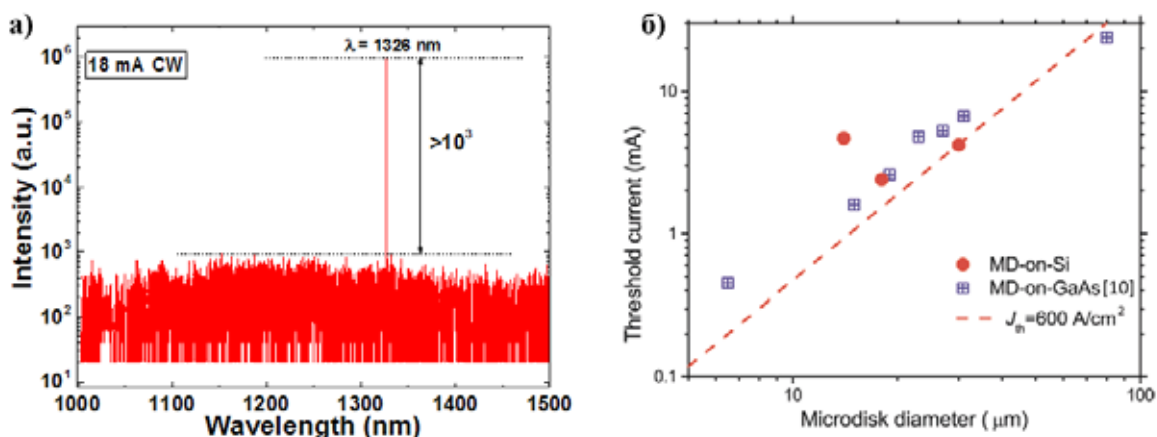 а)
λ = 1326 nm
18 mA CW
>10³
Intensity (a.u.)
10⁶
10⁵
10⁴
10³
10²
10¹
1000 1100 1200 1300 1400 1500
Wavelength (nm)
б)
Threshold current (mA)
10
1
0.1
MD-on-Si
MD-on-GaAs[10]
Jth=600 A/cm²
10 100
Microdisk diameter ( μm)